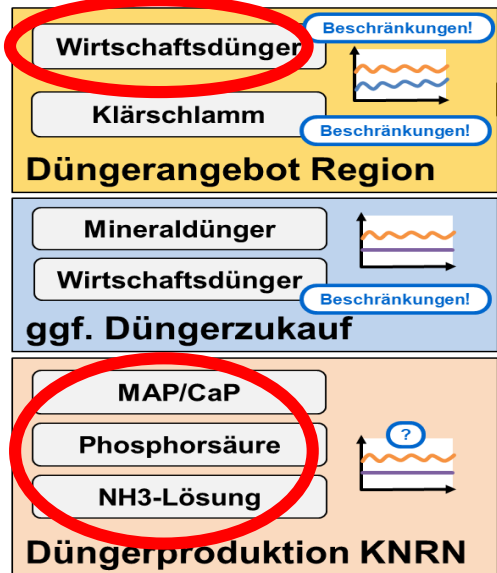 Beschränkungen!
Wirtschaftsdünger
Klärschlamm
Beschränkungen!
Düngerangebot Region
Mineraldünger
Wirtschaftsdünger
Beschränkungen!
ggf. Düngerzukauf
MAP/CaP
?
Phosphorsäure
NH3-Lösung
Düngerproduktion KNRN